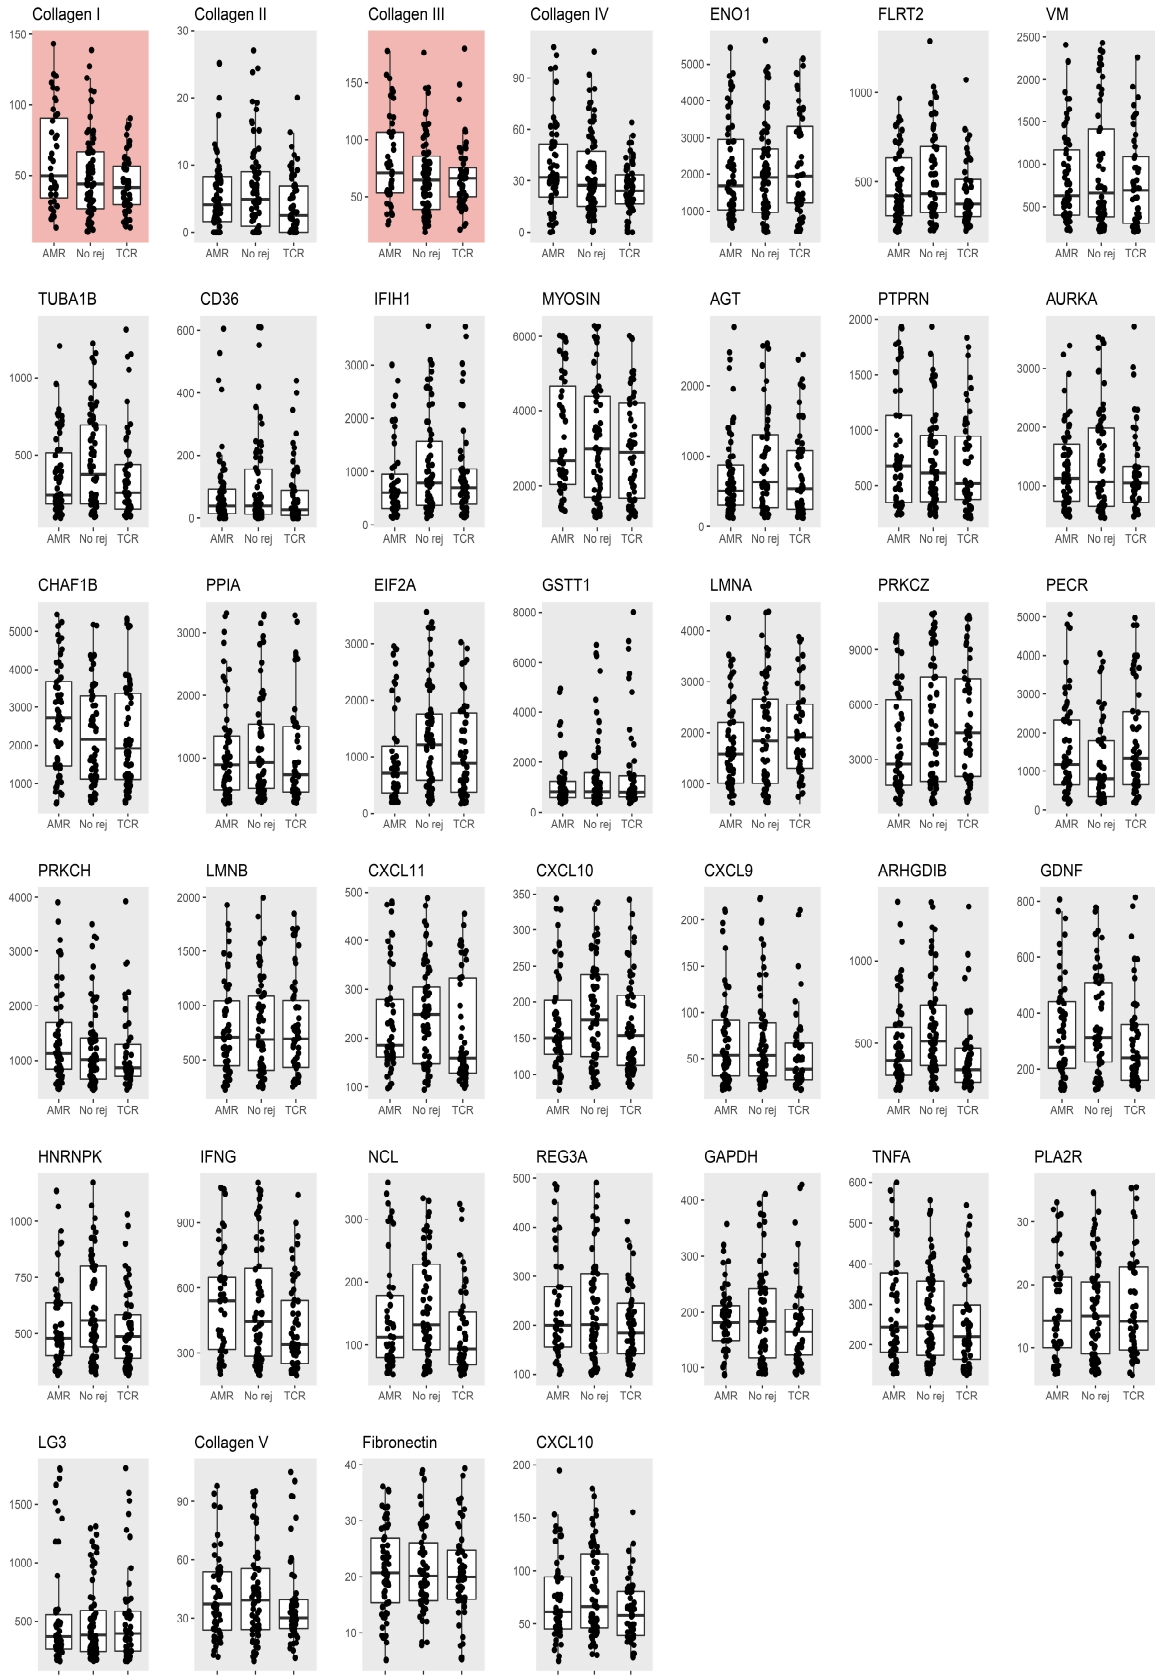 Collagen I Collagen II Collagen III Collagen IV ENO1 FLRT2 VM
150 100 50
30 20 10 0
150 100 50
90 60 30 0
5000 4000 3000 2000 1000
1000 500
2500 2000 1500 1000 500
AMR No rej TCR AMR No rej TCR AMR No rej TCR AMR No rej TCR AMR No rej TCR AMR No rej TCR AMR No rej TCR
TUBA1B CD36 IFIH1 MYOSIN AGT PTPRN AURKA
1000 500
600 400 200 0
3000 2000 1000 0
6000 4000 2000
2000 1000 0
2000 1500 1000 500
3000 2000 1000
AMR No rej TCR AMR No rej TCR AMR No rej TCR AMR No rej TCR AMR No rej TCR AMR No rej TCR AMR No rej TCR
CHAF1B PPIA EIF2A GSTT1 LMNA PRKCZ PECR
5000 4000 3000 2000 1000
3000 2000 1000
3000 2000 1000 0
8000 6000 4000 2000 0
4000 3000 2000 1000
9000 6000 3000
5000 4000 3000 2000 1000 0
AMR No rej TCR AMR No rej TCR AMR No rej TCR AMR No rej TCR AMR No rej TCR AMR No rej TCR AMR No rej TCR
PRKCH LMNB CXCL11 CXCL10 CXCL9 ARHGDIB GDNF
4000 3000 2000 1000
2000 1500 1000 500
500 400 300 200 100
350 300 250 200 150 100
200 150 100 50
1000 500
800 600 400 200
AMR No rej TCR AMR No rej TCR AMR No rej TCR AMR No rej TCR AMR No rej TCR AMR No rej TCR AMR No rej TCR
HNRNPK IFNG NCL REG3A GAPDH TNFA PLA2R
1000 750 500
900 600 300
300 200 100
500 400 300 200 100
400 300 200 100
600 500 400 300 200
30 20 10
AMR No rej TCR AMR No rej TCR AMR No rej TCR AMR No rej TCR AMR No rej TCR AMR No rej TCR AMR No rej TCR
LG3 Collagen V Fibronectin CXCL10
1500 1000 500
90 60 30
40 30 20 10
200 150 100 50